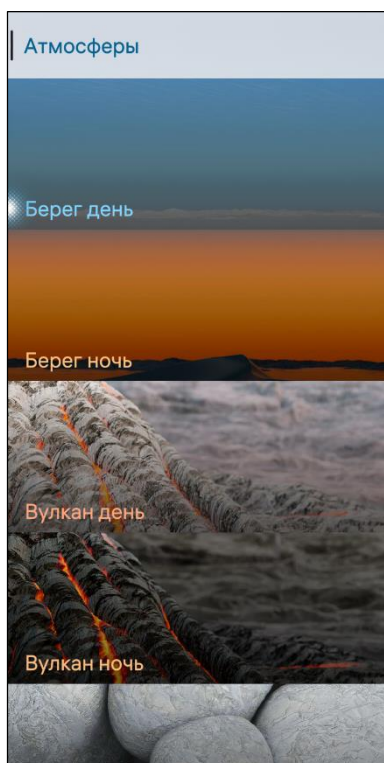 Атмосферы
Берег день
Берег ночь
Вулкан день
Вулкан ночь